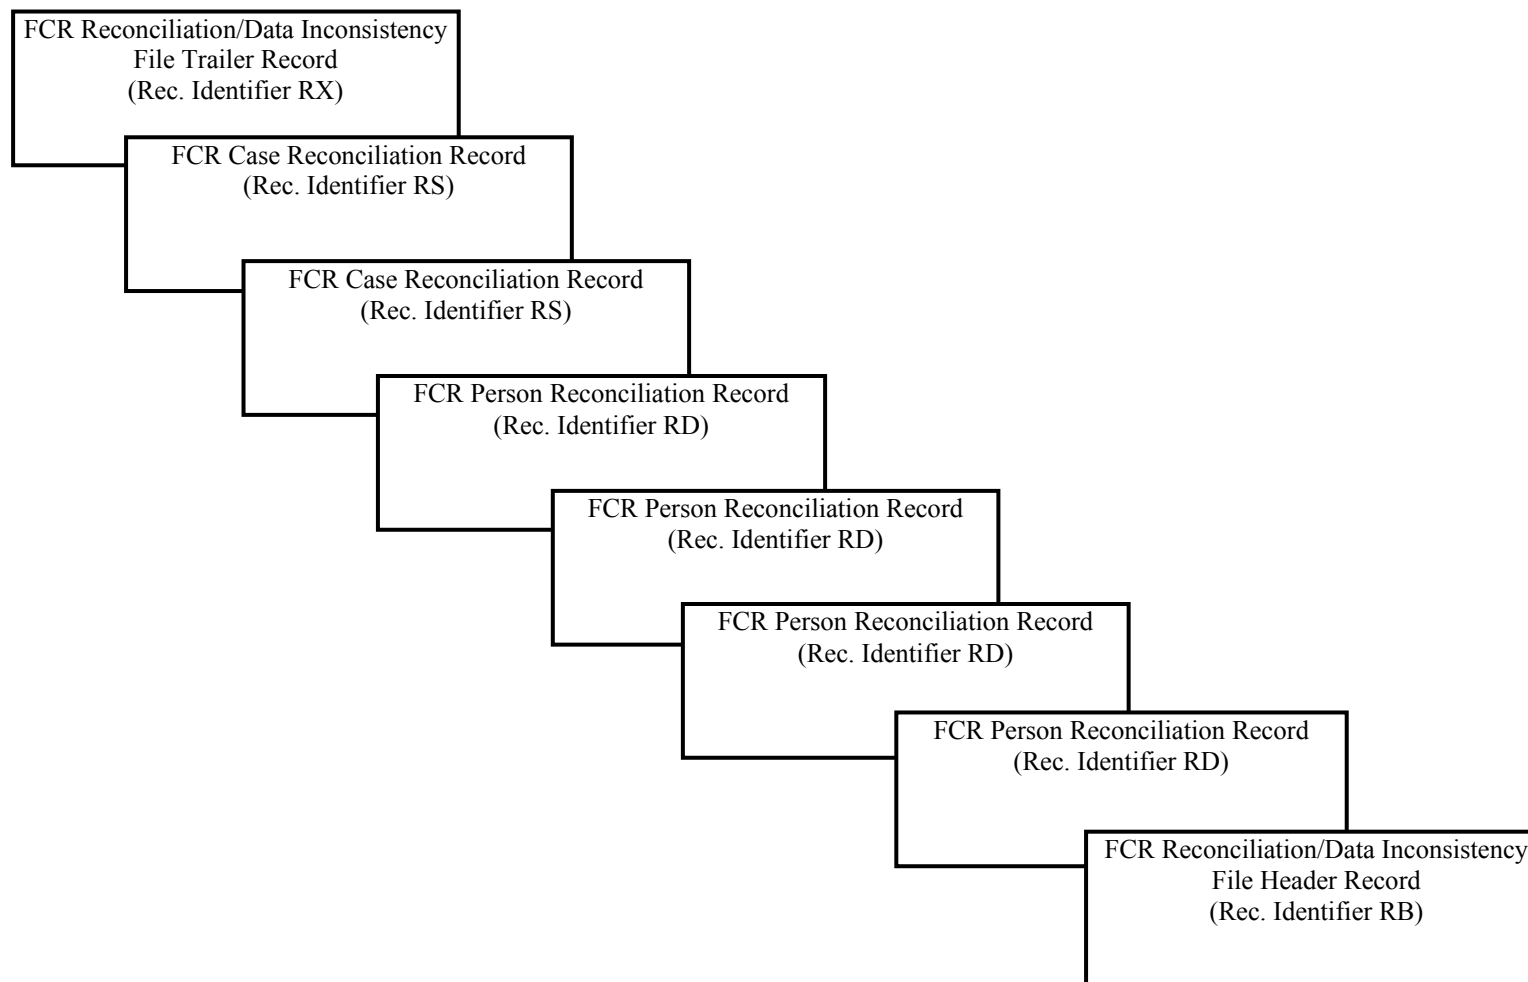 FCR Reconciliation/Data Inconsistency
File Trailer Record
(Rec. Identifier RX)
FCR Case Reconciliation Record
(Rec. Identifier RS)
FCR Case Reconciliation Record
(Rec. Identifier RS)
FCR Person Reconciliation Record
(Rec. Identifier RD)
FCR Person Reconciliation Record
(Rec. Identifier RD)
FCR Person Reconciliation Record
(Rec. Identifier RD)
FCR Person Reconciliation Record
(Rec. Identifier RD)
FCR Reconciliation/Data Inconsistency
File Header Record
(Rec. Identifier RB)